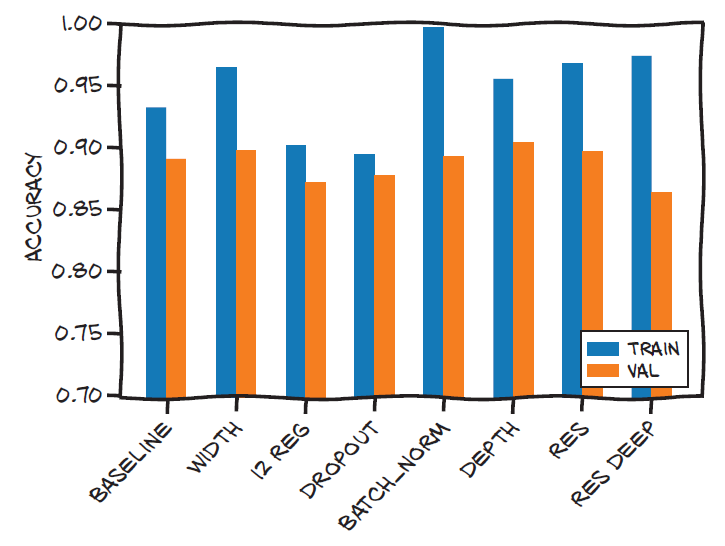 1.00
0.95
0.90
0.85
0.80
0.75
0.70
ACCURACY
TRAIN
VAL
BASELINE
WIDTH
l2 REG
DROPOUT
BATCH_NORM
DEPTH
RES
RES DEEP